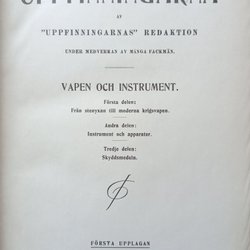 UPPFINNINGARNA
AF
"UPPFINNINGARNAS" REDAKTION
UNDER MEDVERKAN AV MÅNGA FACKMÄN.
VAPEN OCH INSTRUMENT.
Första delen:
Från stenyxan till moderna krigsvapen.
Andra delen:
Instrument och apparater.
Tredje delen:
Skyddsmedeln.
FÖRSTA UPPLAGAN